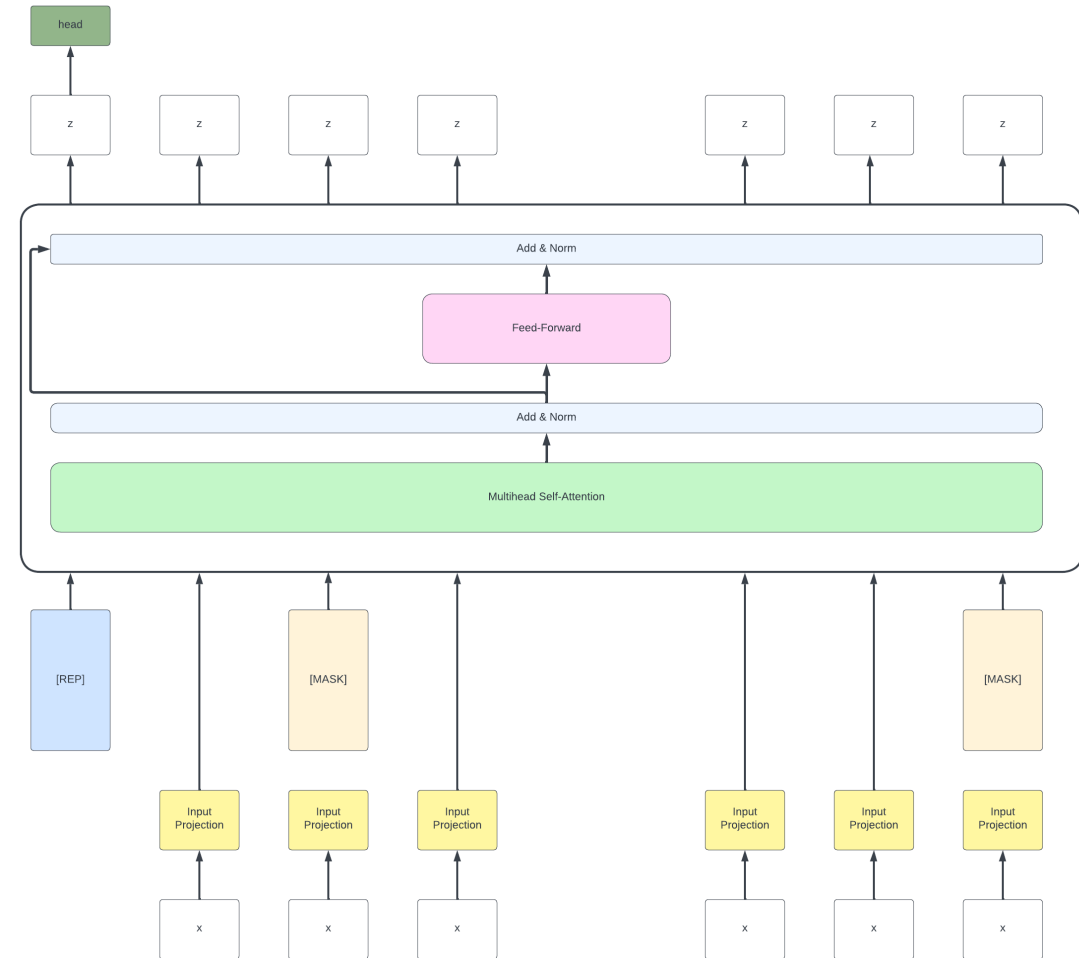 head
z
z
z
z
z
z
z
Add & Norm
Feed-Forward
Add & Norm
Multihead Self-Attention
[REP]
[MASK]
[MASK]
Input
Projection
Input
Projection
Input
Projection
Input
Projection
Input
Projection
Input
Projection
x
x
x
x
x
x